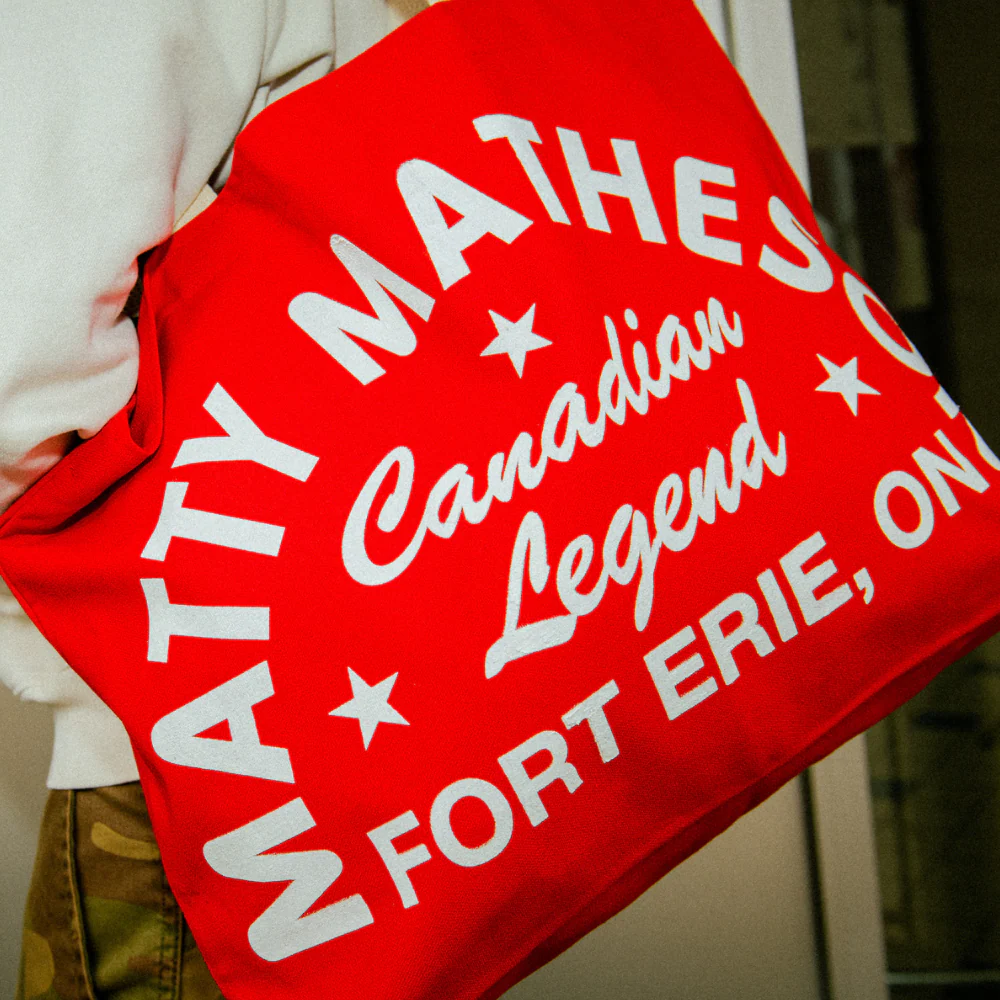 MATTY MATHESO
Canadian
Legend
FORT ERIE, ON